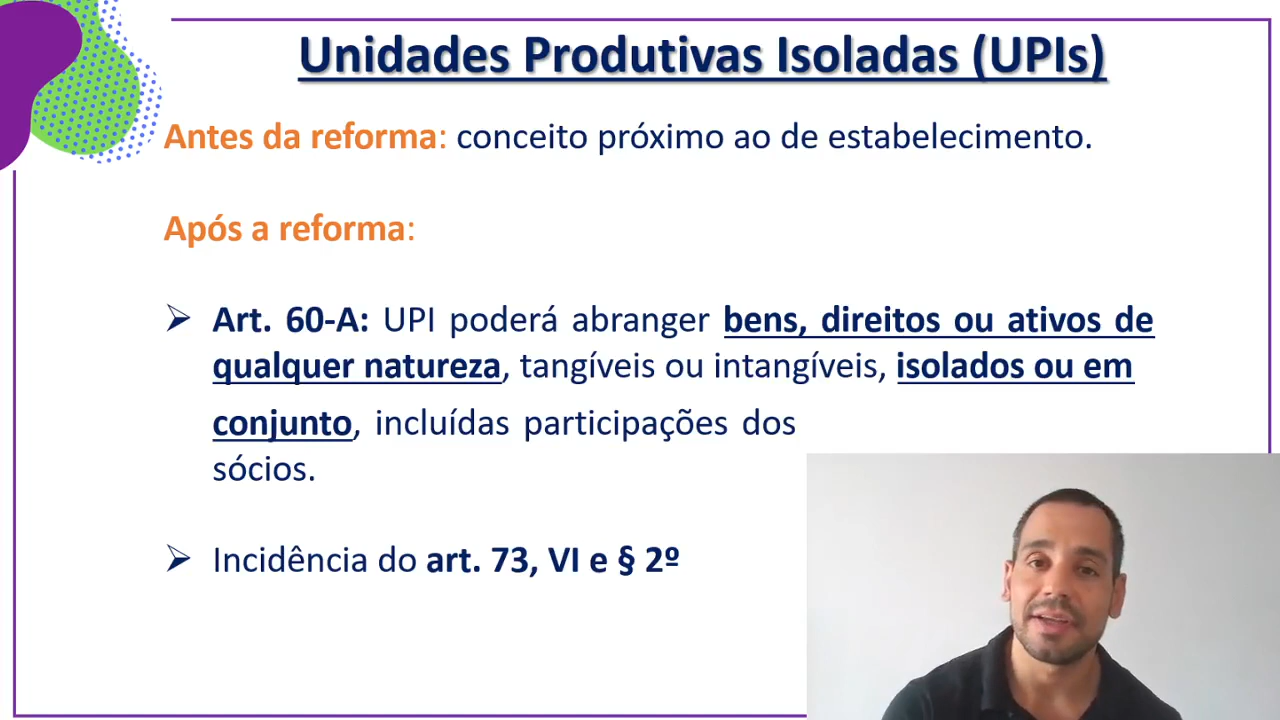 Unidades Produtivas Isoladas (UPIs)
Antes da reforma: conceito próximo ao de estabelecimento.
Após a reforma:
Art. 60-A: UPI poderá abranger bens, direitos ou ativos de
qualquer natureza, tangíveis ou intangíveis, isolados ou em
conjunto, incluídas participações dos
sócios.
Incidência do art. 73, VI e § 2º